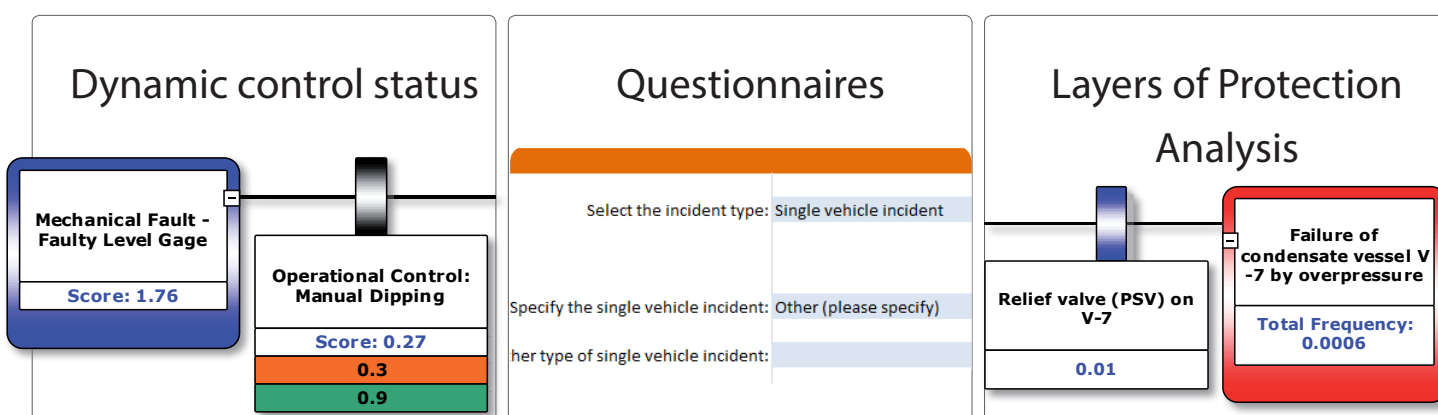 Dynamic control status
Mechanical Fault -
Faulty Level Gage
Score: 1.76
Operational Control:
Manual Dipping
Score: 0.27
0.3
0.9
Questionnaires
Select the incident type: Single vehicle incident
Specify the single vehicle incident: Other (please specify)
her type of single vehicle incident:
Layers of Protection
Analysis
Relief valve (PSV) on
V-7
0.01
Failure of
condensate vessel V
-7 by overpressure
Total Frequency:
0.0006